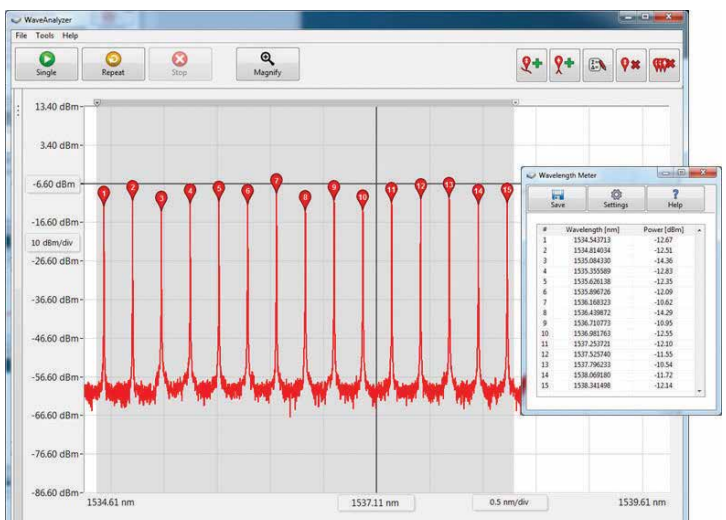 WaveAnalyzer
File Tools Help
Single Repeat Stop Magnify
13.40 dBm
3.40 dBm
-6.60 dBm
-16.60 dBm
10 dBm/div
-26.60 dBm
-36.60 dBm
-46.60 dBm
-56.60 dBm
-66.60 dBm
-76.60 dBm
-86.60 dBm
1 2 3 4 5 6 7 8 9 10 11 12 13 14 15
1534.61 nm 1537.11 nm 0.5 nm/div 1539.61 nm
Wavelength Meter
Save Settings Help
# Wavelength [nm] Power [dBm]
1 1534.543713 -12.67
2 1534.814034 -12.51
3 1535.084330 -14.36
4 1535.355589 -12.83
5 1535.626138 -12.35
6 1535.896726 -12.09
7 1536.168323 -10.62
8 1536.439872 -14.29
9 1536.710773 -10.95
10 1536.981763 -12.55
11 1537.253721 -12.10
12 1537.525740 -11.55
13 1537.796233 -10.54
14 1538.069180 -11.72
15 1538.341498 -12.14